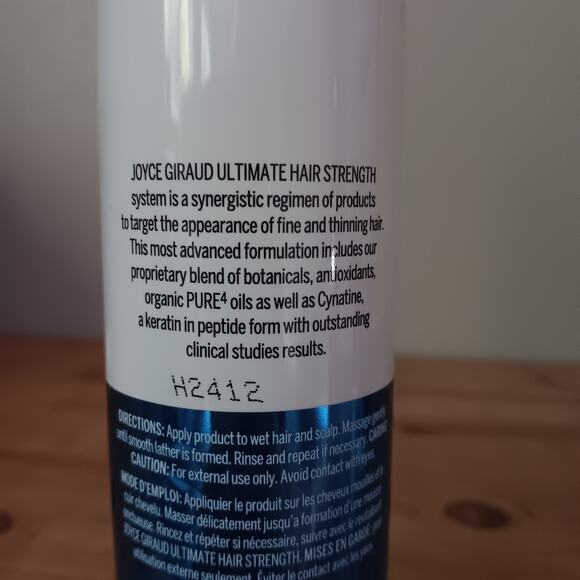 JOYCE GIRAUD ULTIMATE HAIR STRENGTH
system is a synergistic regimen of products
to target the appearance of fine and thinning hair.
This most advanced formulation includes our
proprietary blend of botanicals, antioxidants,
organic PURE⁴ oils as well as Cynatine,
a keratin in peptide form with outstanding
clinical studies results.
H2412
DIRECTIONS: Apply product to wet hair and scalp. Massage gently
until smooth lather is formed. Rinse and repeat if necessary. CARING
CAUTION: For external use only. Avoid contact with eyes.
MODE D'EMPLOI: Appliquer le produit sur les cheveux mouillés et le
cuir chevelu. Masser délicatement jusqu'à formation d'une mousse
onctueuse. Rincez et répéter si nécessaire, suivre avec le revitalisant
JOYCE GIRAUD ULTIMATE HAIR STRENGTH. MISES EN GARDE: pour
utilisation externe seulement. Éviter le contact avec les yeux.